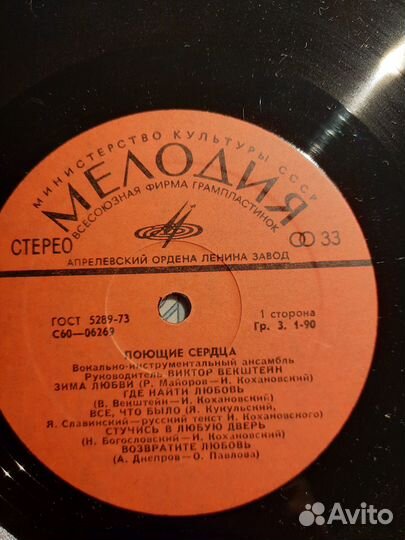 МИНИСТЕРСТВО КУЛЬТУРЫ СССР
МЕЛОДИЯ
ВСЕСОЮЗНАЯ ФИРМА ГРАМПЛАСТИНОК
СТЕРЕО
33
АПРЕЛЕВСКИЙ ОРДЕНА ЛЕНИНА ЗАВОД
ГОСТ 5289-73
С60—06269
1 сторона
Гр. 3. 1-90
ПОЮЩИЕ СЕРДЦА
Вокально-инструментальный ансамбль
Руководитель ВИКТОР ВЕКШТЕЙН
ЗИМА ЛЮБВИ (Р. Майоров—И. Кохановский)
ГДЕ НАЙТИ ЛЮБОВЬ
(В. Векштейн—И. Кохановский)
ВСЕ, ЧТО БЫЛО (Я. Кукульский,
Я. Славинский—русский текст И. Кохановского)
СТУЧИСЬ В ЛЮБУЮ ДВЕРЬ
(Н. Богословский—И. Кохановский)
ВОЗВРАТИТЕ ЛЮБОВЬ
(А. Днепров—О. Павлова)
Avito